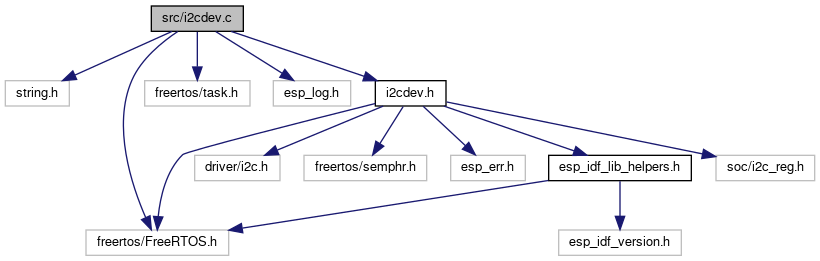 src/i2cdev.c
string.h
freertos/task.h
esp_log.h
i2cdev.h
driver/i2c.h
freertos/semphr.h
esp_err.h
esp_idf_lib_helpers.h
soc/i2c_reg.h
freertos/FreeRTOS.h
esp_idf_version.h